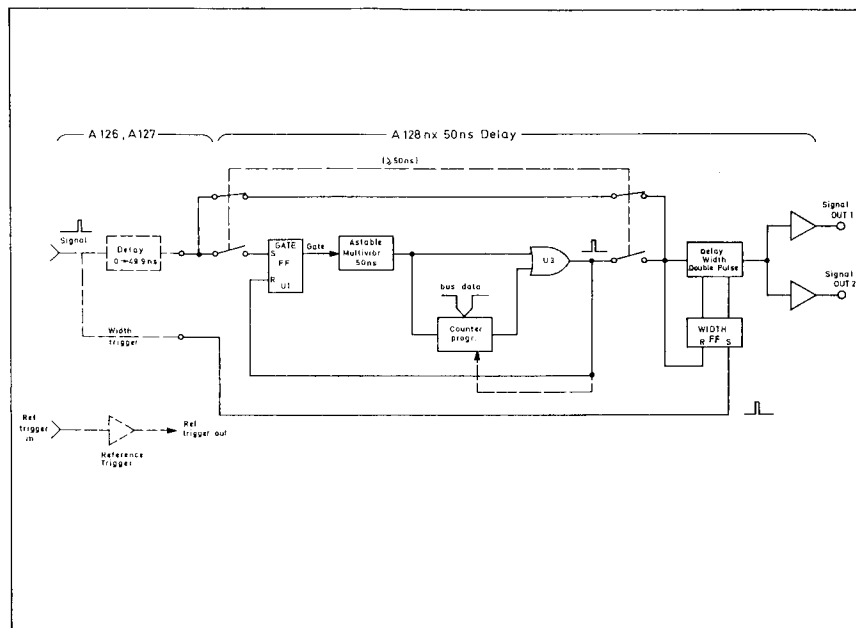 A126, A127
A128 nx 50ns Delay
(≥50ns)
Signal
Delay
0→49.9ns
S
GATE
FF
R
U1
Gate
Astable
Multivibr.
50ns
U3
bus data
Counter
progr.
Delay
Width
Double Pulse
WIDTH
FF
R S
Signal
OUT 1
Signal
OUT 2
Width
trigger
Ref.
trigger
in
Ref.
trigger out
Reference
Trigger